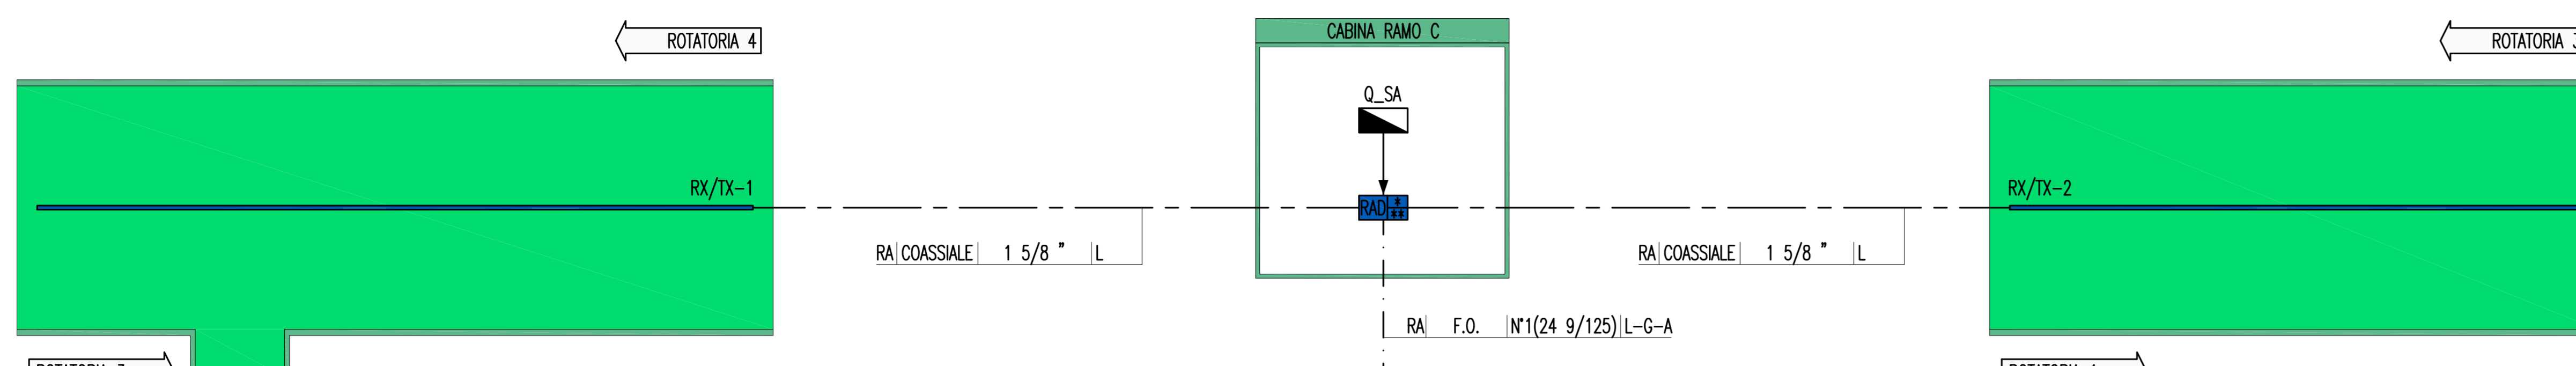 ROTATORIA 4
CABINA RAMO C
ROTATORIA
Q_SA
RX/TX-1
RAD * **
RX/TX-2
RA COASSIALE 1 5/8 " L
RA COASSIALE 1 5/8 " L
RA F.O. N°1(24 9/125) L-G-A